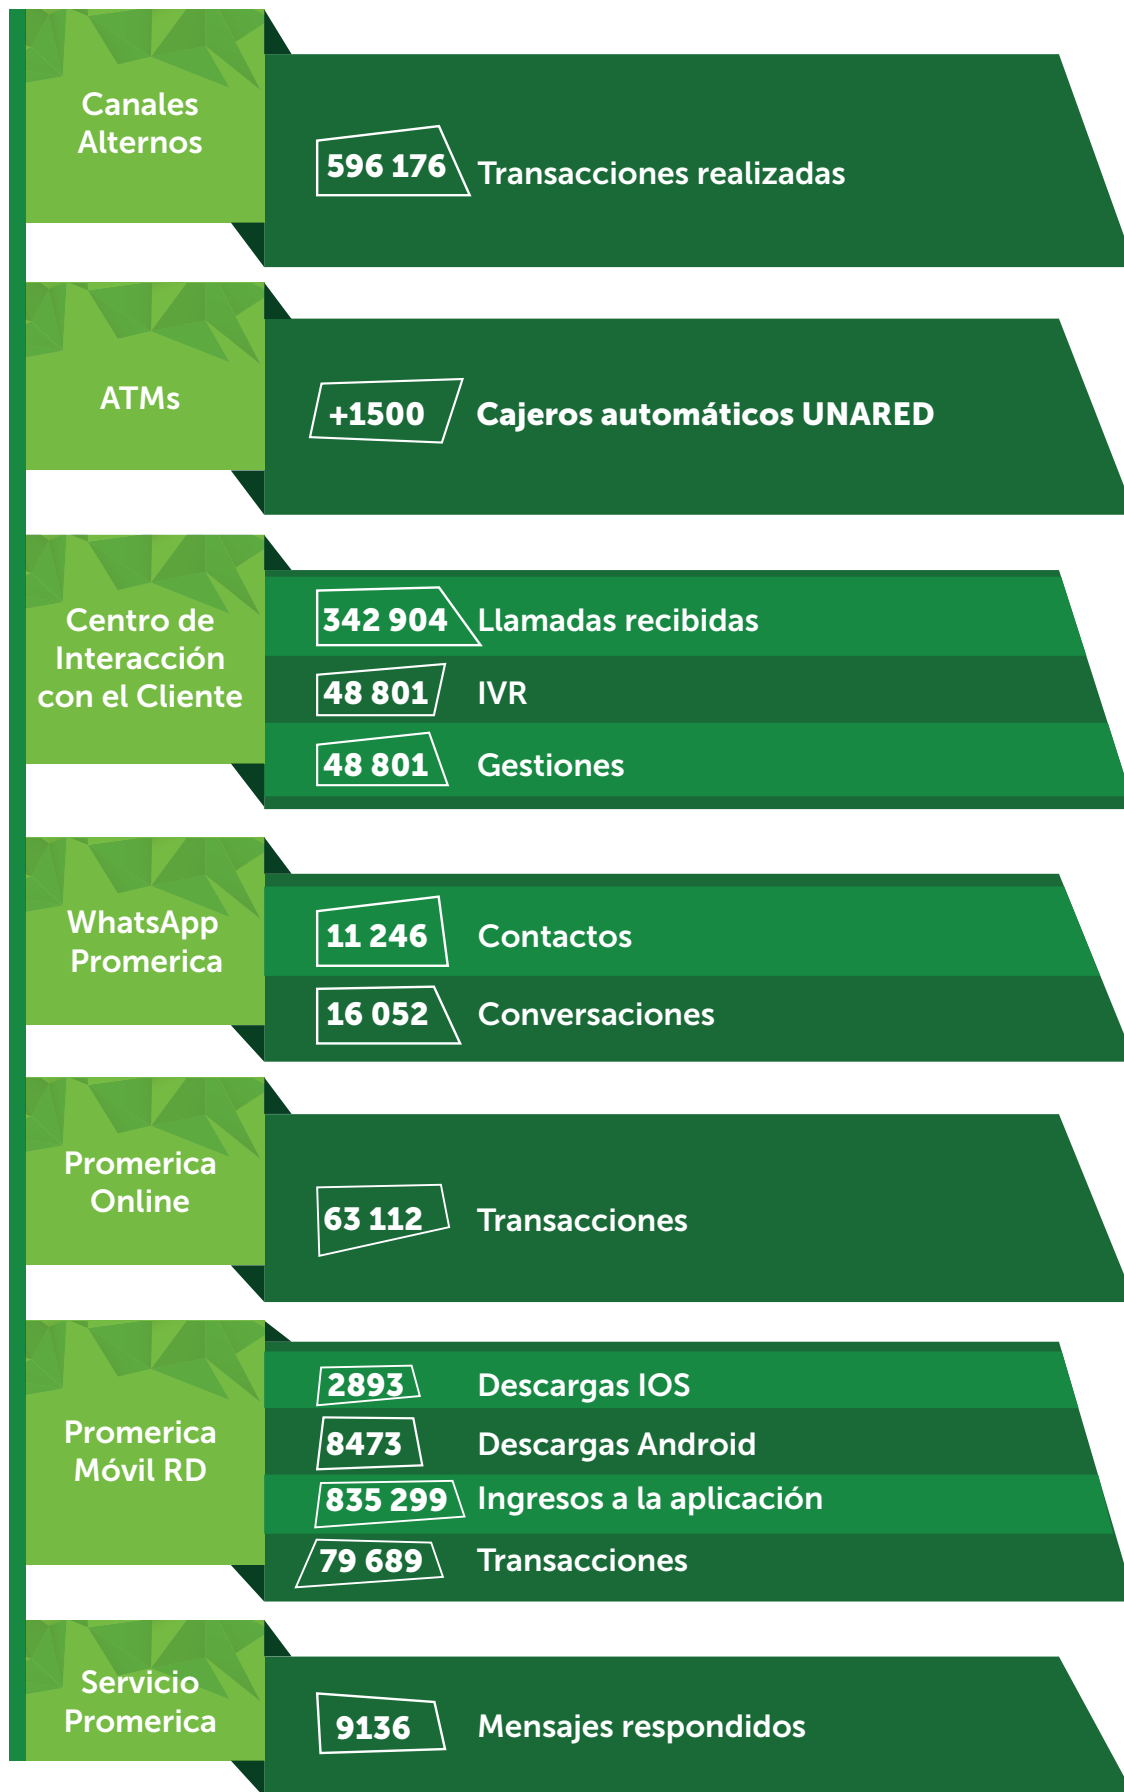 Canales
Alternos
596 176 Transacciones realizadas
ATMs
+1500 Cajeros automáticos UNARED
Centro de
Interacción
con el Cliente
342 904 Llamadas recibidas
48 801 IVR
48 801 Gestiones
WhatsApp
Promerica
11 246 Contactos
16 052 Conversaciones
Promerica
Online
63 112 Transacciones
Promerica
Móvil RD
2893 Descargas IOS
8473 Descargas Android
835 299 Ingresos a la aplicación
79 689 Transacciones
Servicio
Promerica
9136 Mensajes respondidos